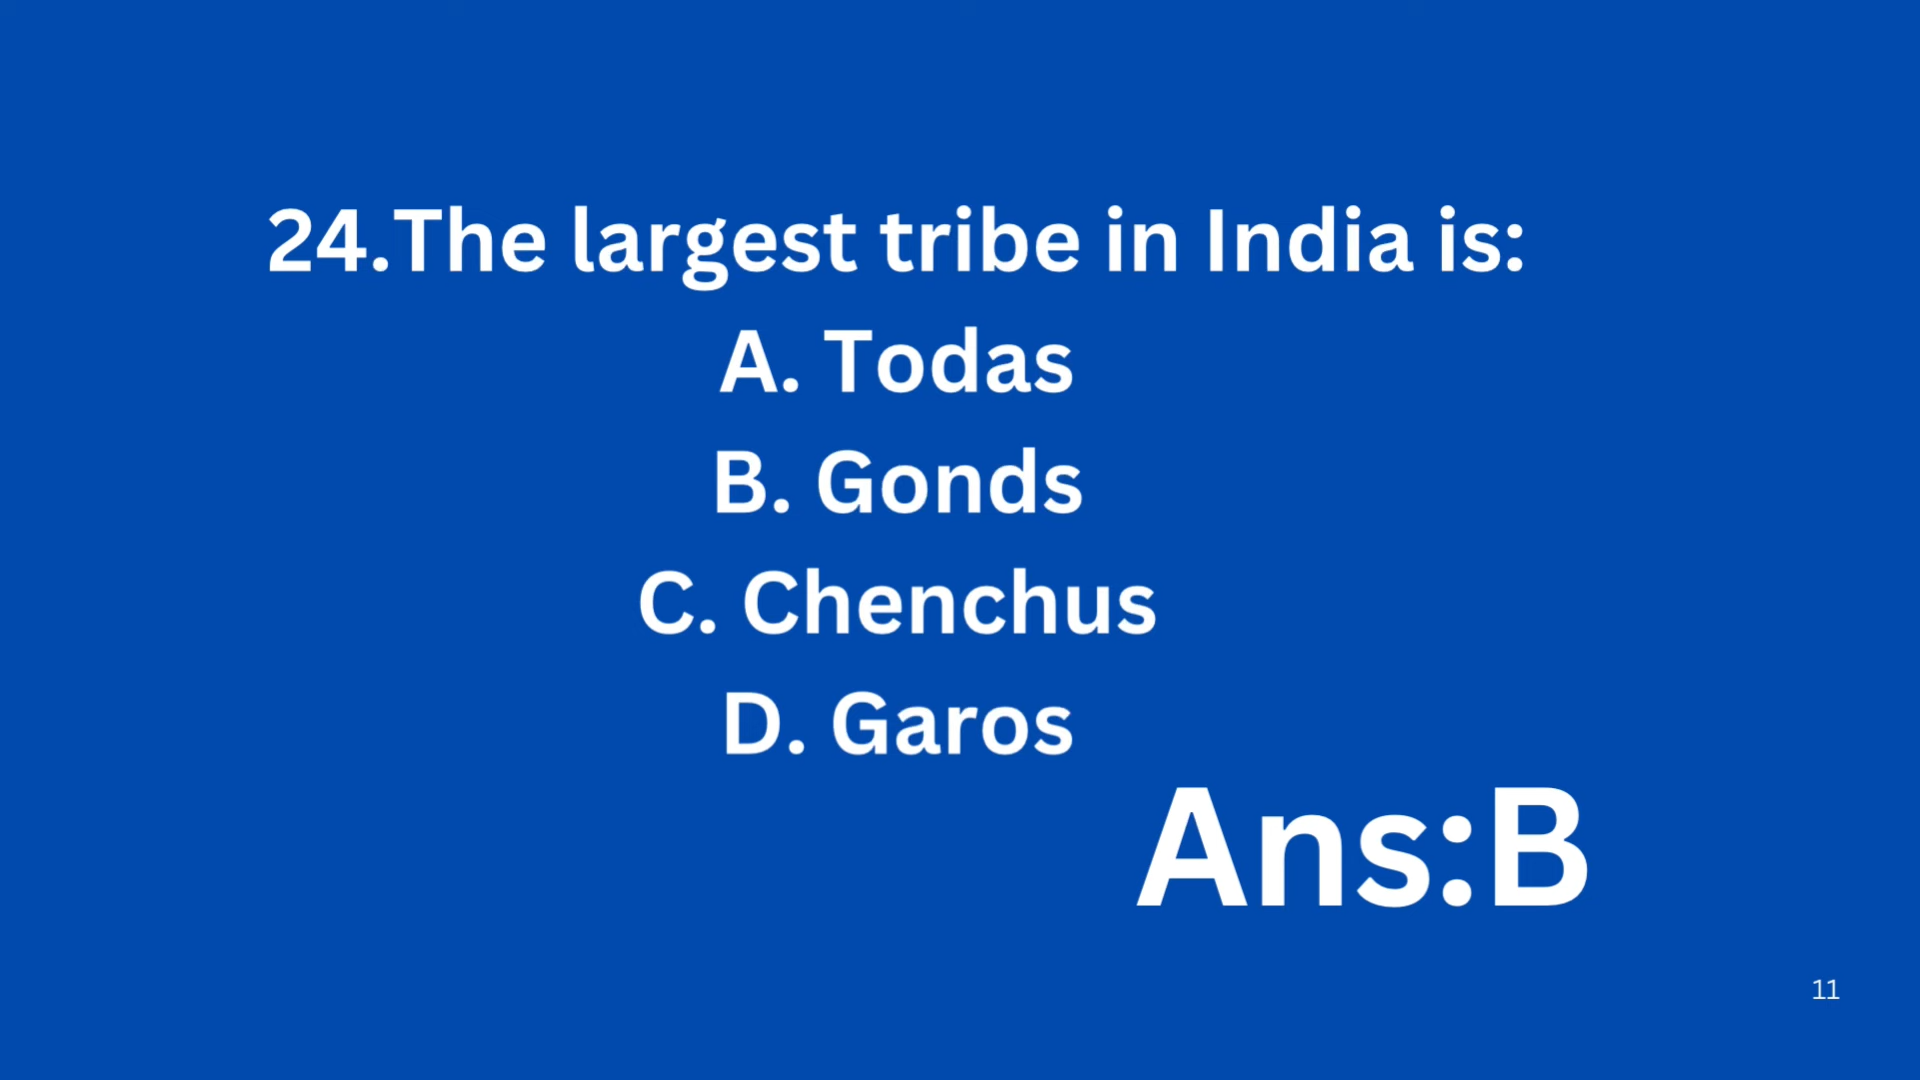 24.The largest tribe in India is:
A. Todas
B. Gonds
C. Chenchus
D. Garos
Ans:B
11